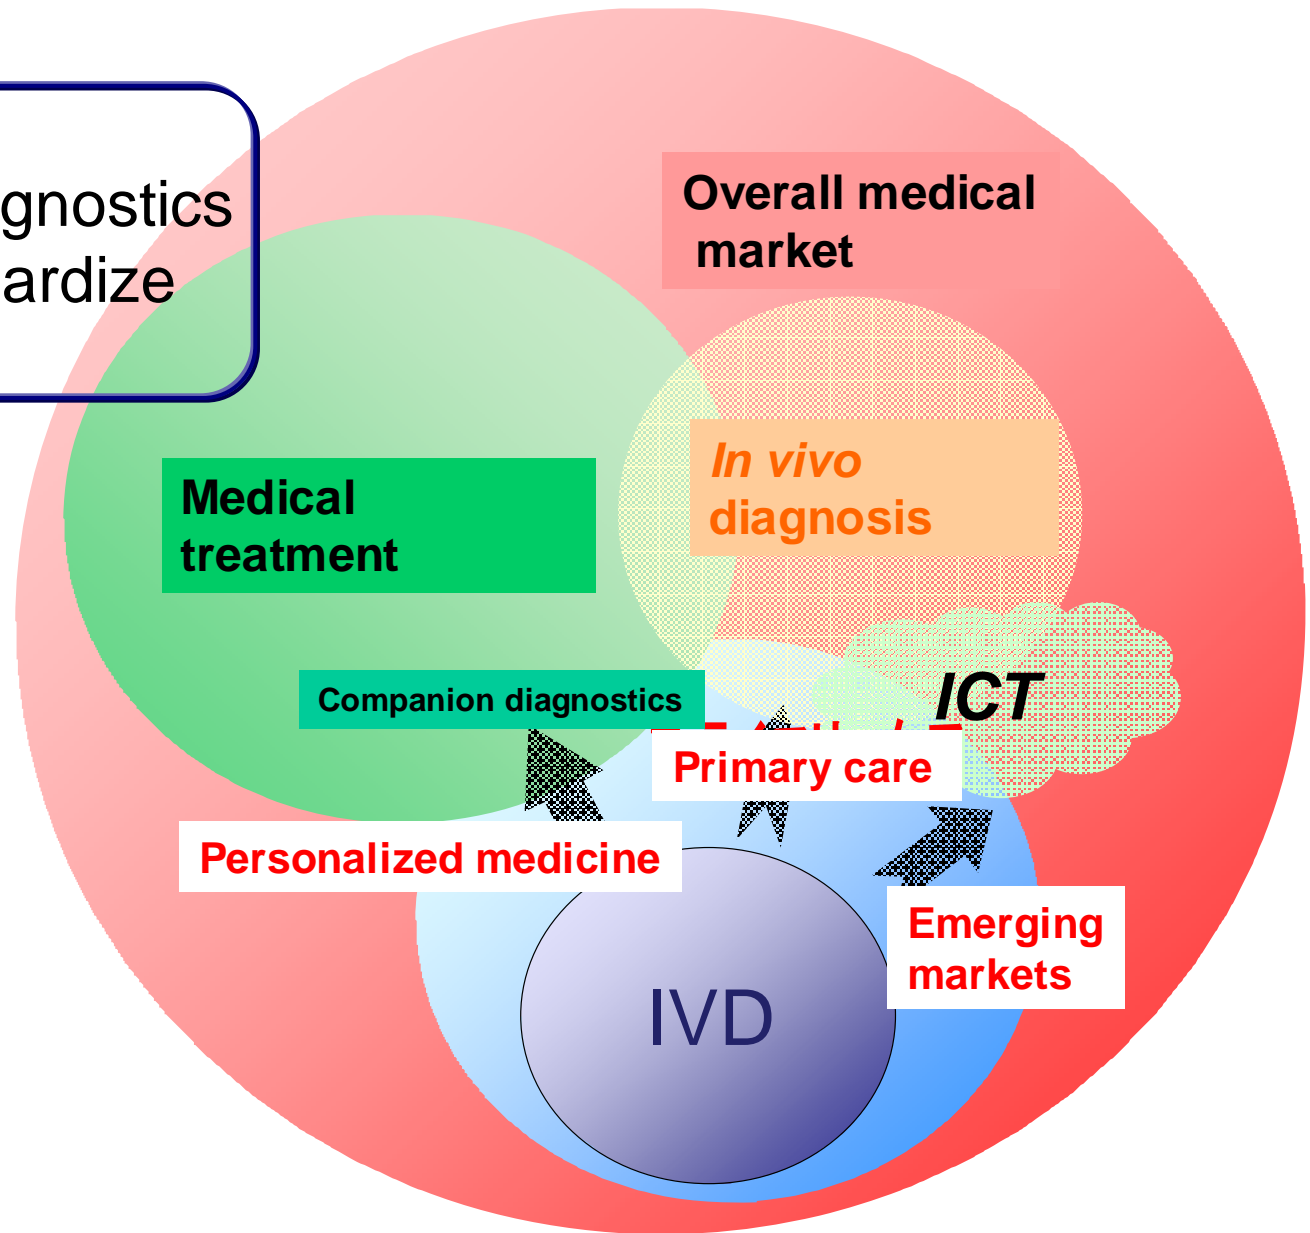 gnostics
ardize
Overall medical
market
In vivo
diagnosis
Medical
treatment
Companion diagnostics
ICT
Primary care
Personalized medicine
Emerging
markets
IVD